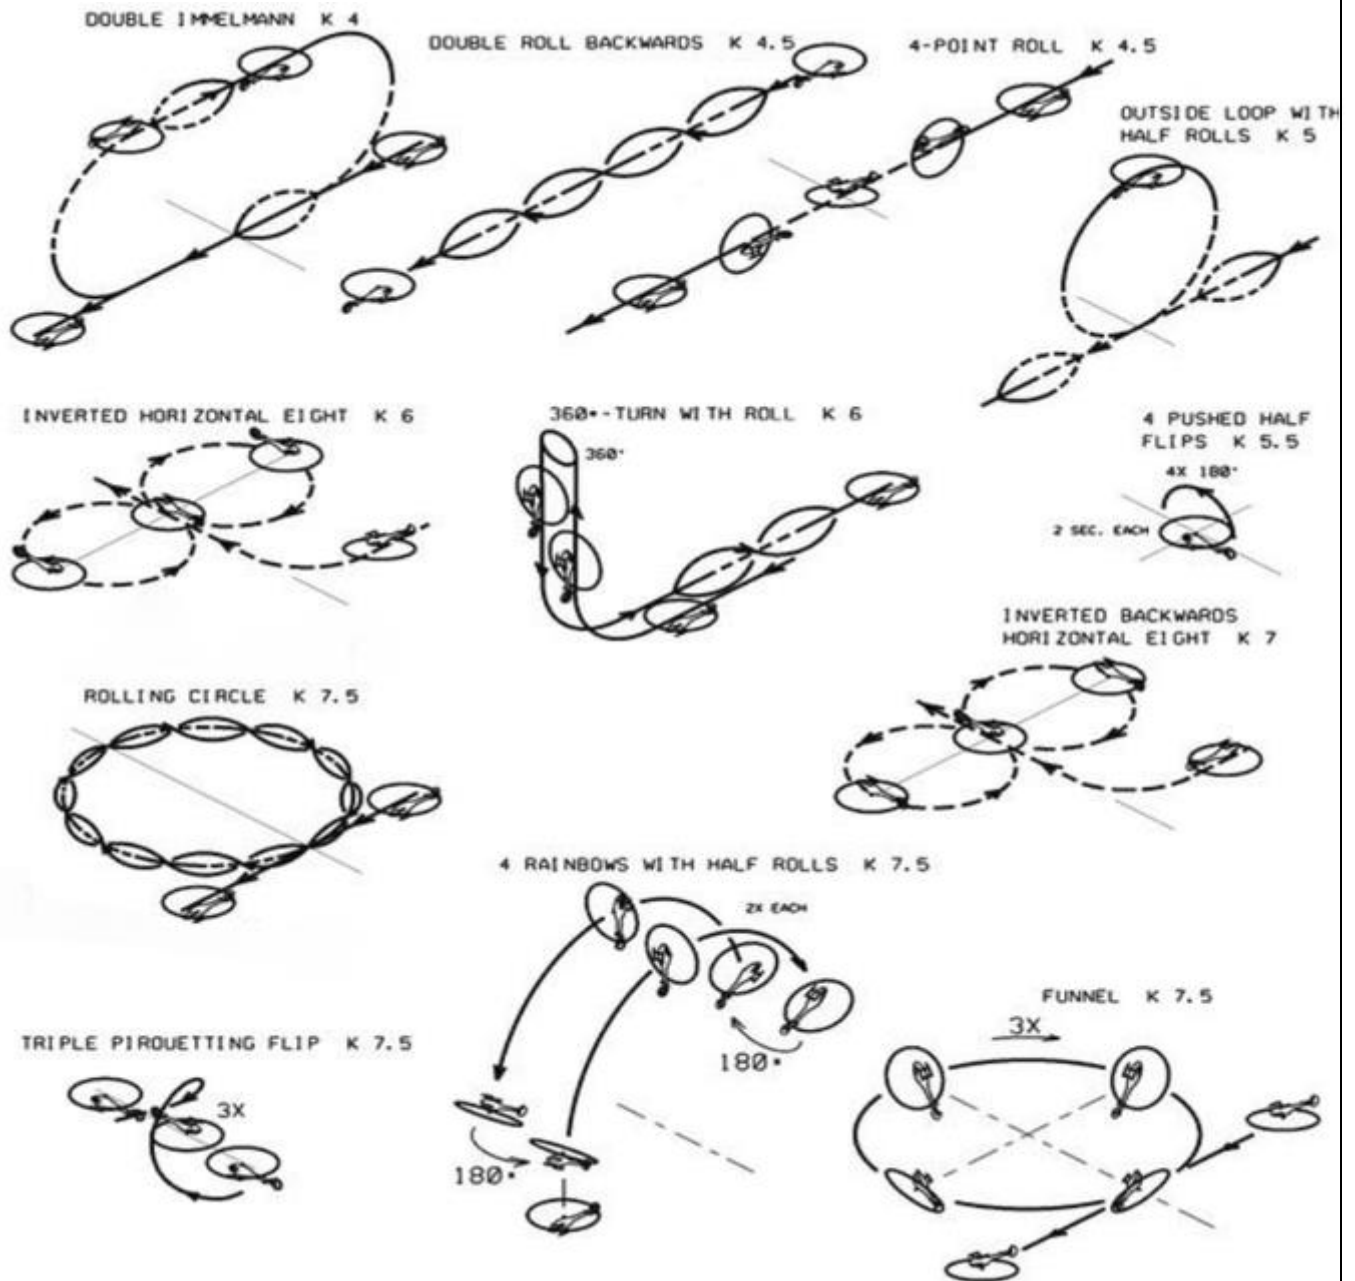 DOUBLE IMMELMANN K 4
DOUBLE ROLL BACKWARDS K 4.5
4-POINT ROLL K 4.5
OUTSIDE LOOP WITH
HALF ROLLS K 5
INVERTED HORIZONTAL EIGHT K 6
360°-TURN WITH ROLL K 6
360°
4 PUSHED HALF
FLIPS K 5.5
4X 180°
2 SEC. EACH
INVERTED BACKWARDS
HORIZONTAL EIGHT K 7
ROLLING CIRCLE K 7.5
4 RAINBOWS WITH HALF ROLLS K 7.5
2X EACH
180°
180°
TRIPLE PIROUETTING FLIP K 7.5
3X
FUNNEL K 7.5
3X